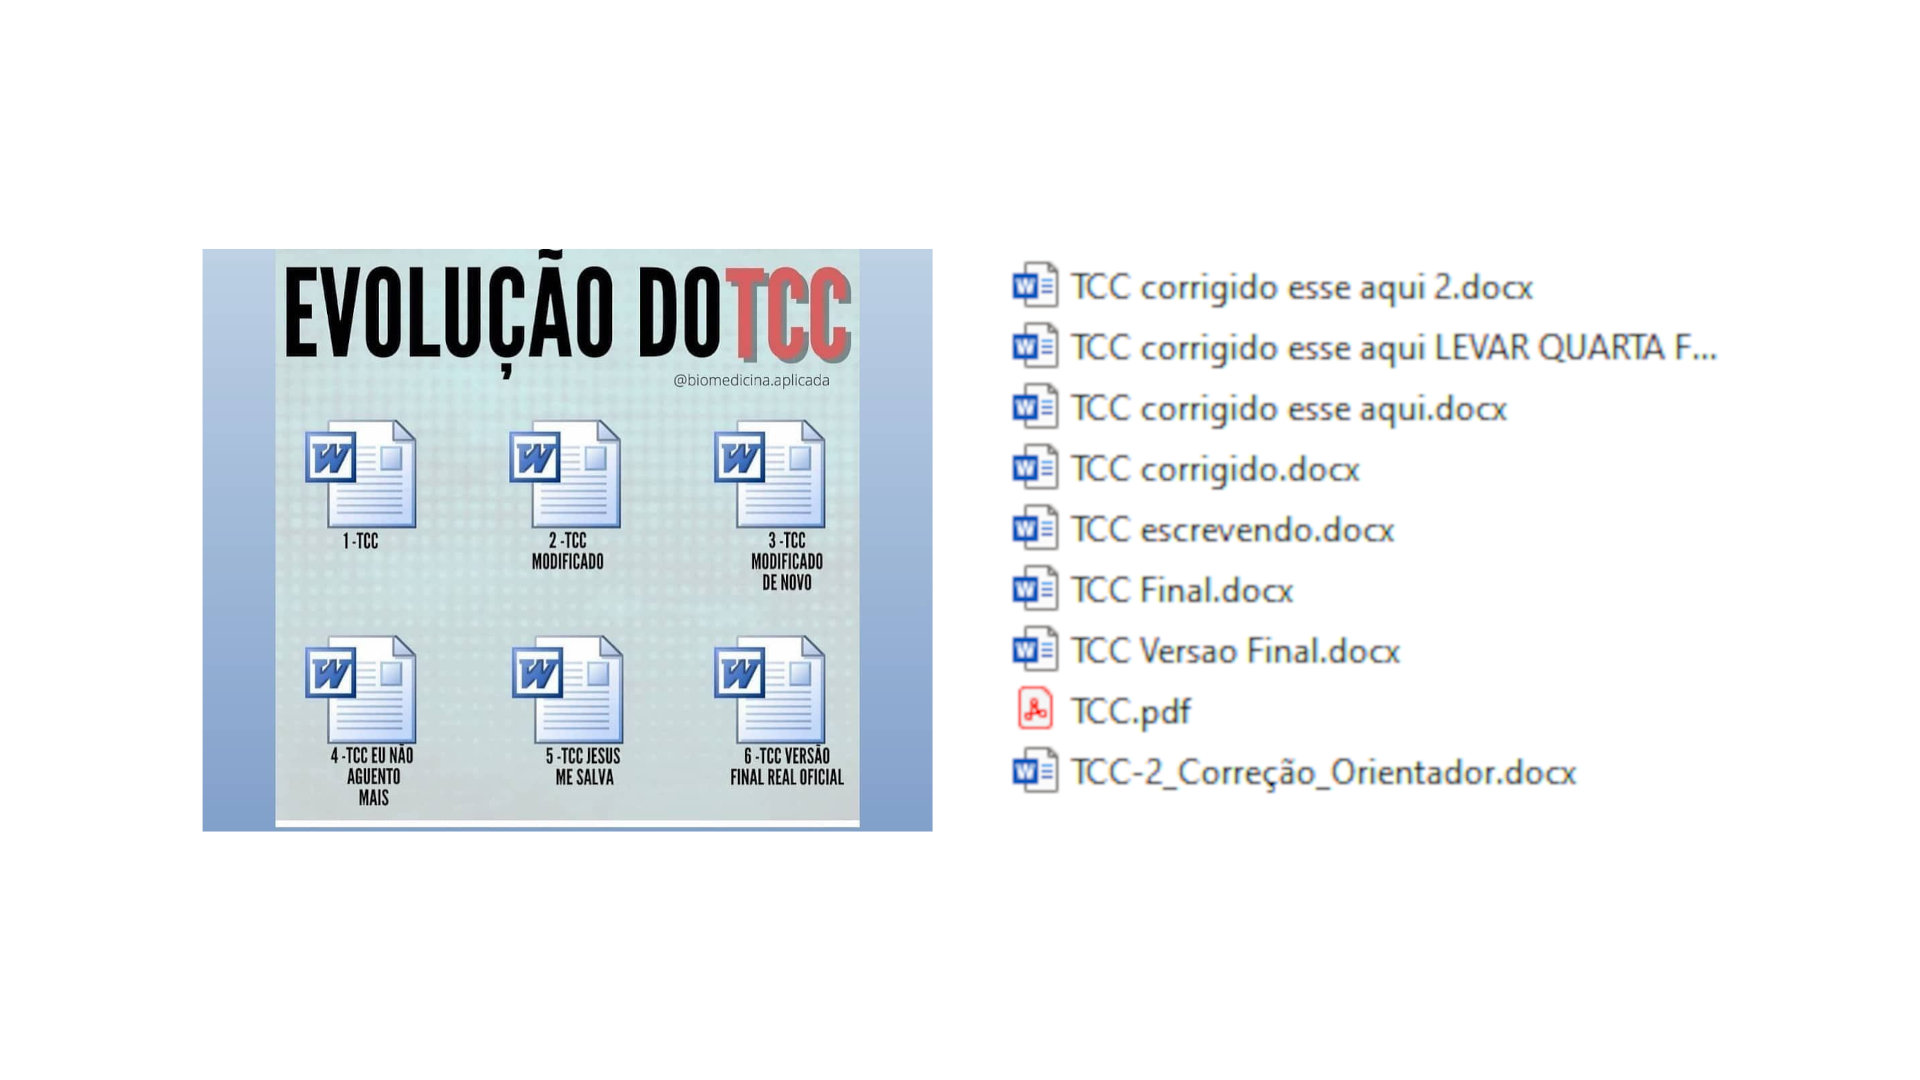 EVOLUÇÃO DO TCC
@biomedicina.aplicada
1 -TCC
2 -TCC
MODIFICADO
3 -TCC
MODIFICADO
DE NOVO
4 -TCC EU NÃO
AGUENTO
MAIS
5 -TCC JESUS
ME SALVA
6 -TCC VERSÃO
FINAL REAL OFICIAL
TCC corrigido esse aqui 2.docx
TCC corrigido esse aqui LEVAR QUARTA F...
TCC corrigido esse aqui.docx
TCC corrigido.docx
TCC escrevendo.docx
TCC Final.docx
TCC Versao Final.docx
TCC.pdf
TCC-2_Correção_Orientador.docx